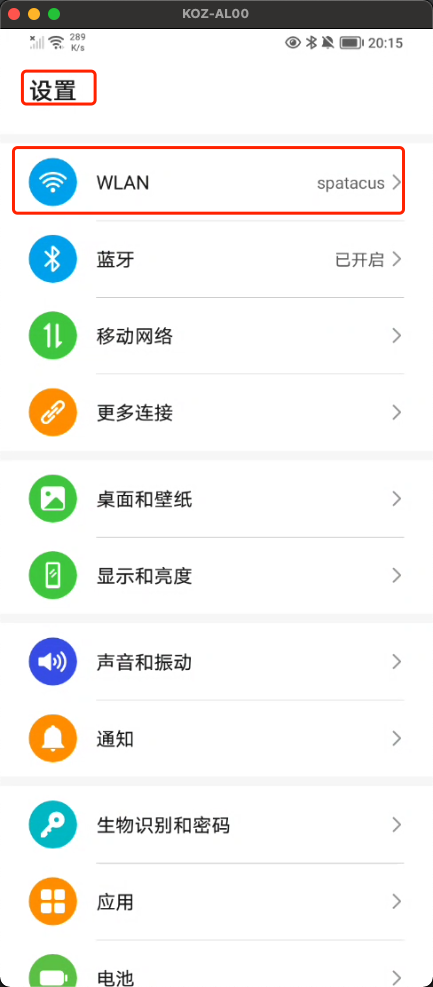 KOZ-AL00
289
K/s
20:15
设置
WLAN spatacus
蓝牙 已开启
移动网络
更多连接
桌面和壁纸
显示和亮度
声音和振动
通知
生物识别和密码
应用
电池